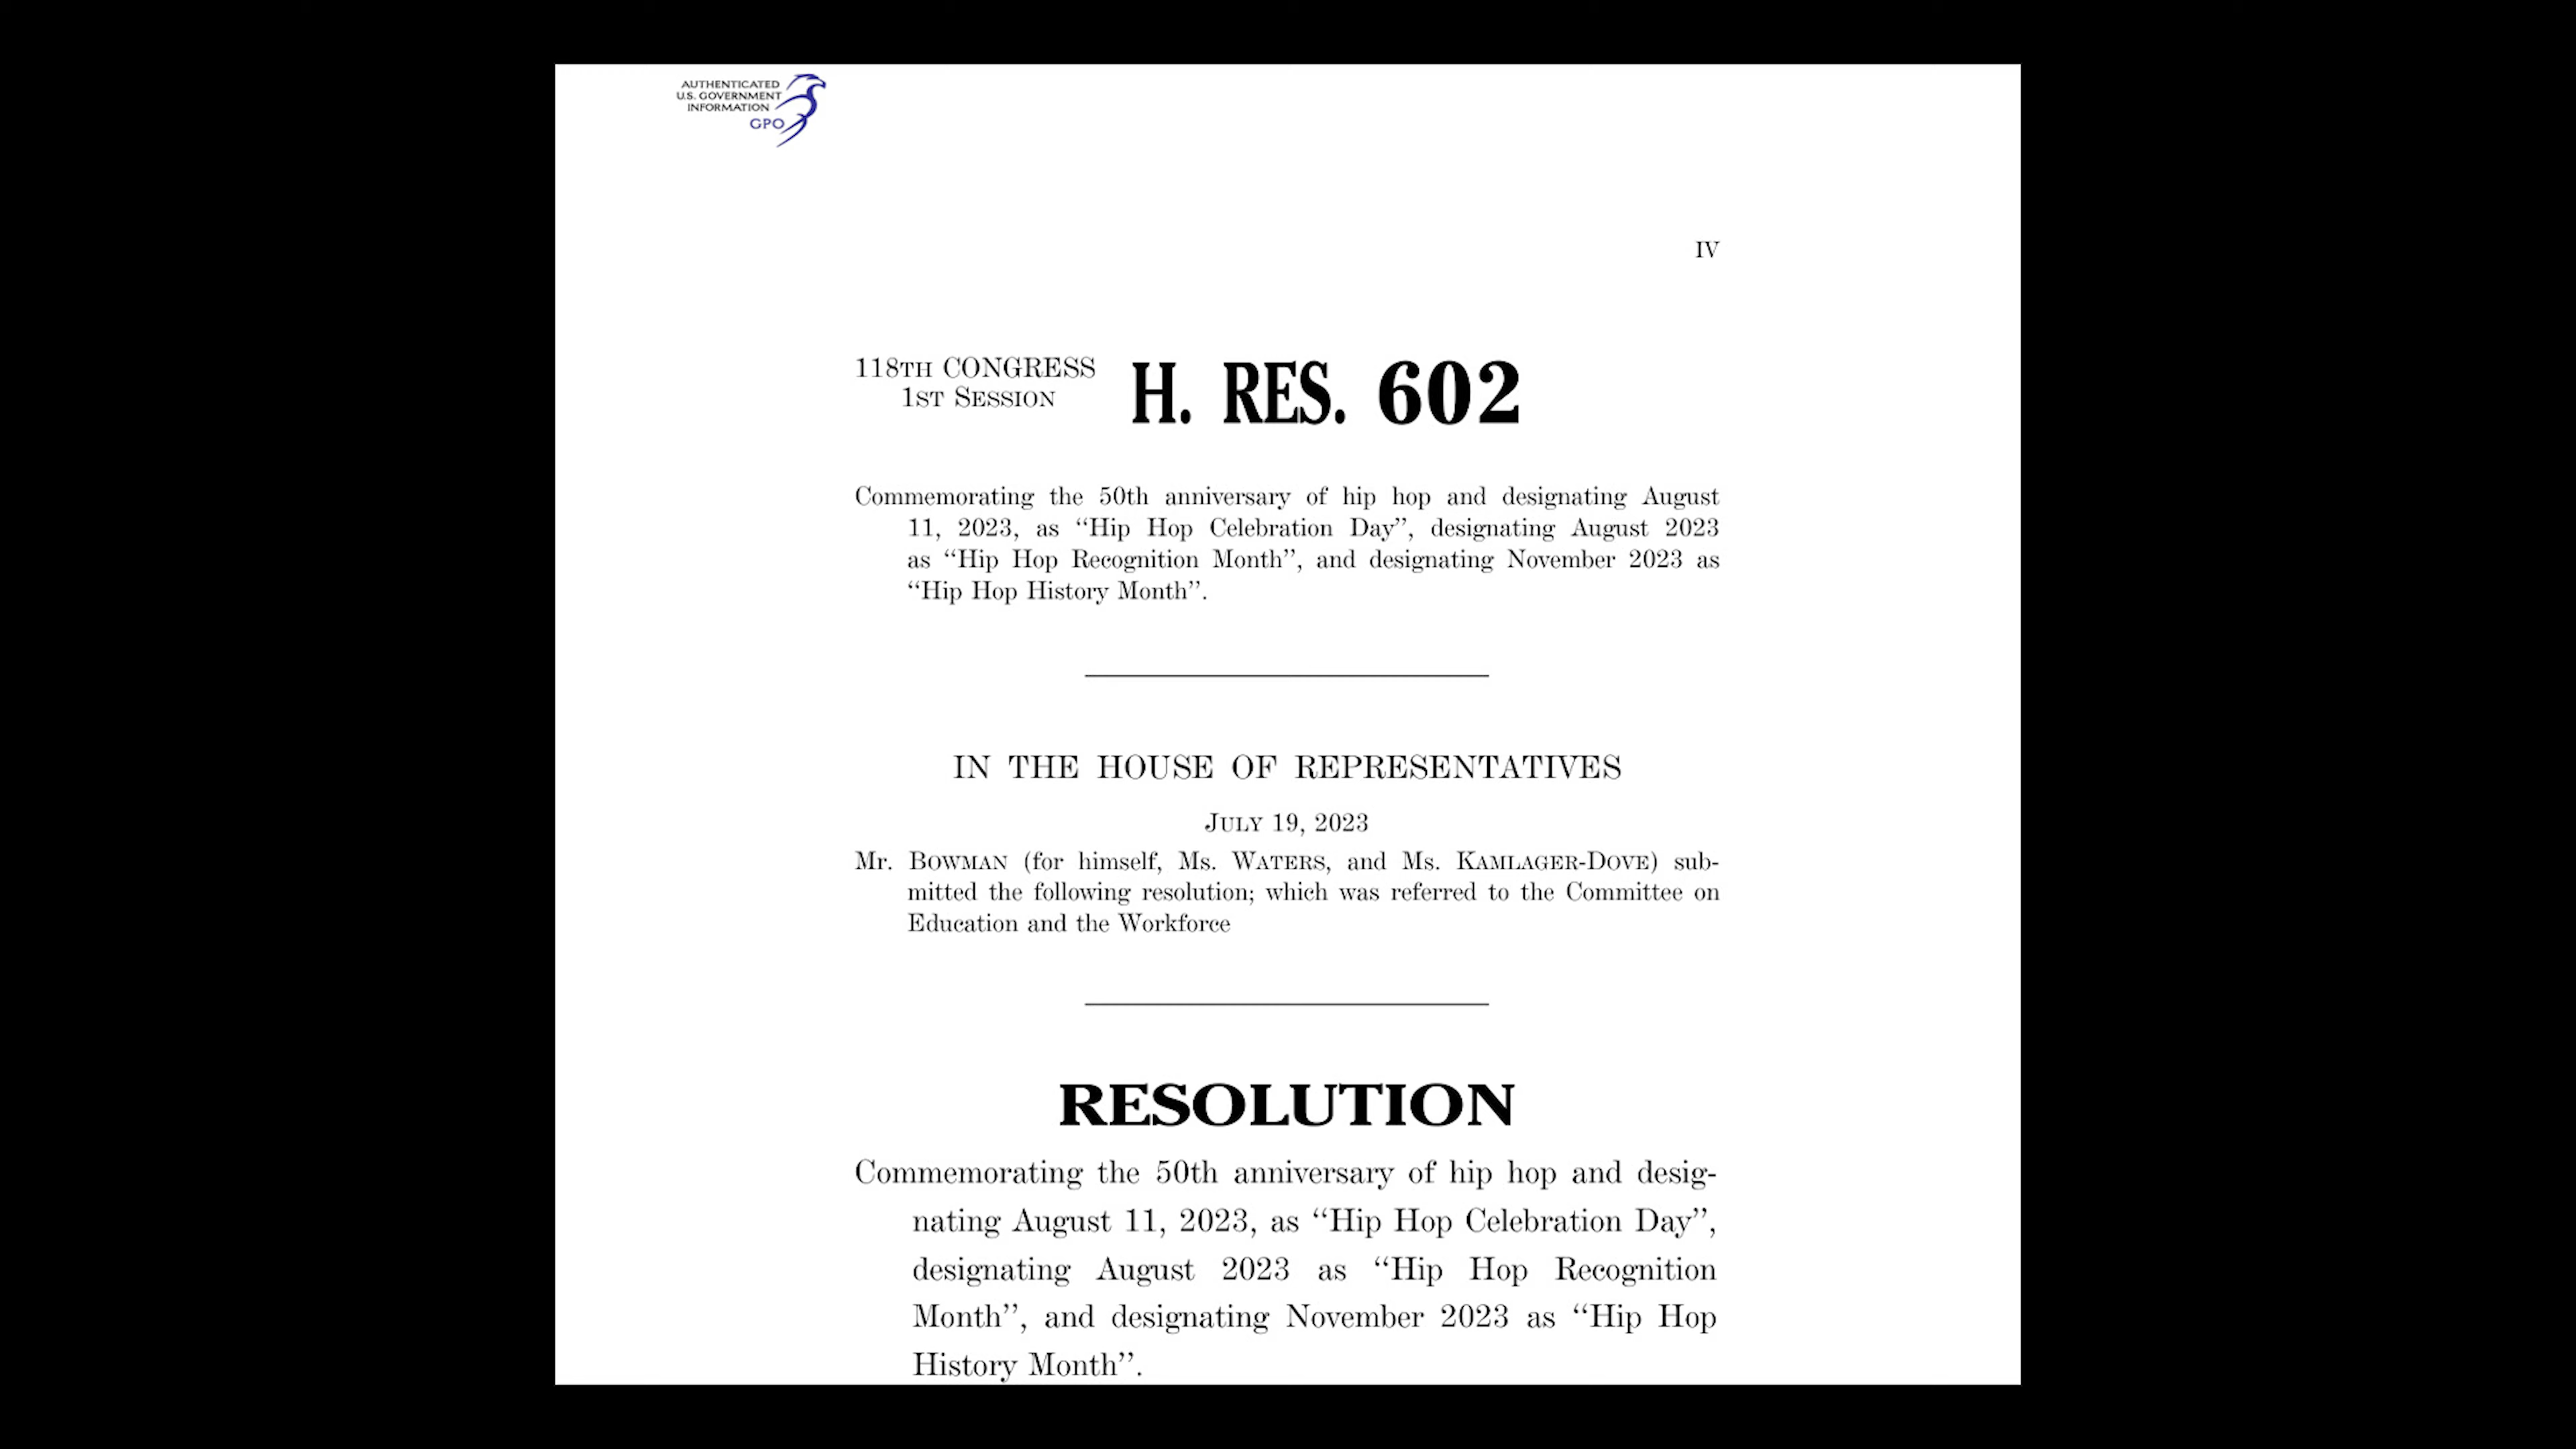 AUTHENTICATED
U.S. GOVERNMENT
INFORMATION
GPO
IV
118TH CONGRESS
1ST SESSION
H. RES. 602
Commemorating the 50th anniversary of hip hop and designating August
11, 2023, as ‘‘Hip Hop Celebration Day’’, designating August 2023
as ‘‘Hip Hop Recognition Month’’, and designating November 2023 as
‘‘Hip Hop History Month’’.
IN THE HOUSE OF REPRESENTATIVES
JULY 19, 2023
Mr. BOWMAN (for himself, Ms. WATERS, and Ms. KAMLAGER-DOVE) sub-
mitted the following resolution; which was referred to the Committee on
Education and the Workforce
RESOLUTION
Commemorating the 50th anniversary of hip hop and desig-
nating August 11, 2023, as ‘‘Hip Hop Celebration Day’’,
designating August 2023 as ‘‘Hip Hop Recognition
Month’’, and designating November 2023 as ‘‘Hip Hop
History Month’’.